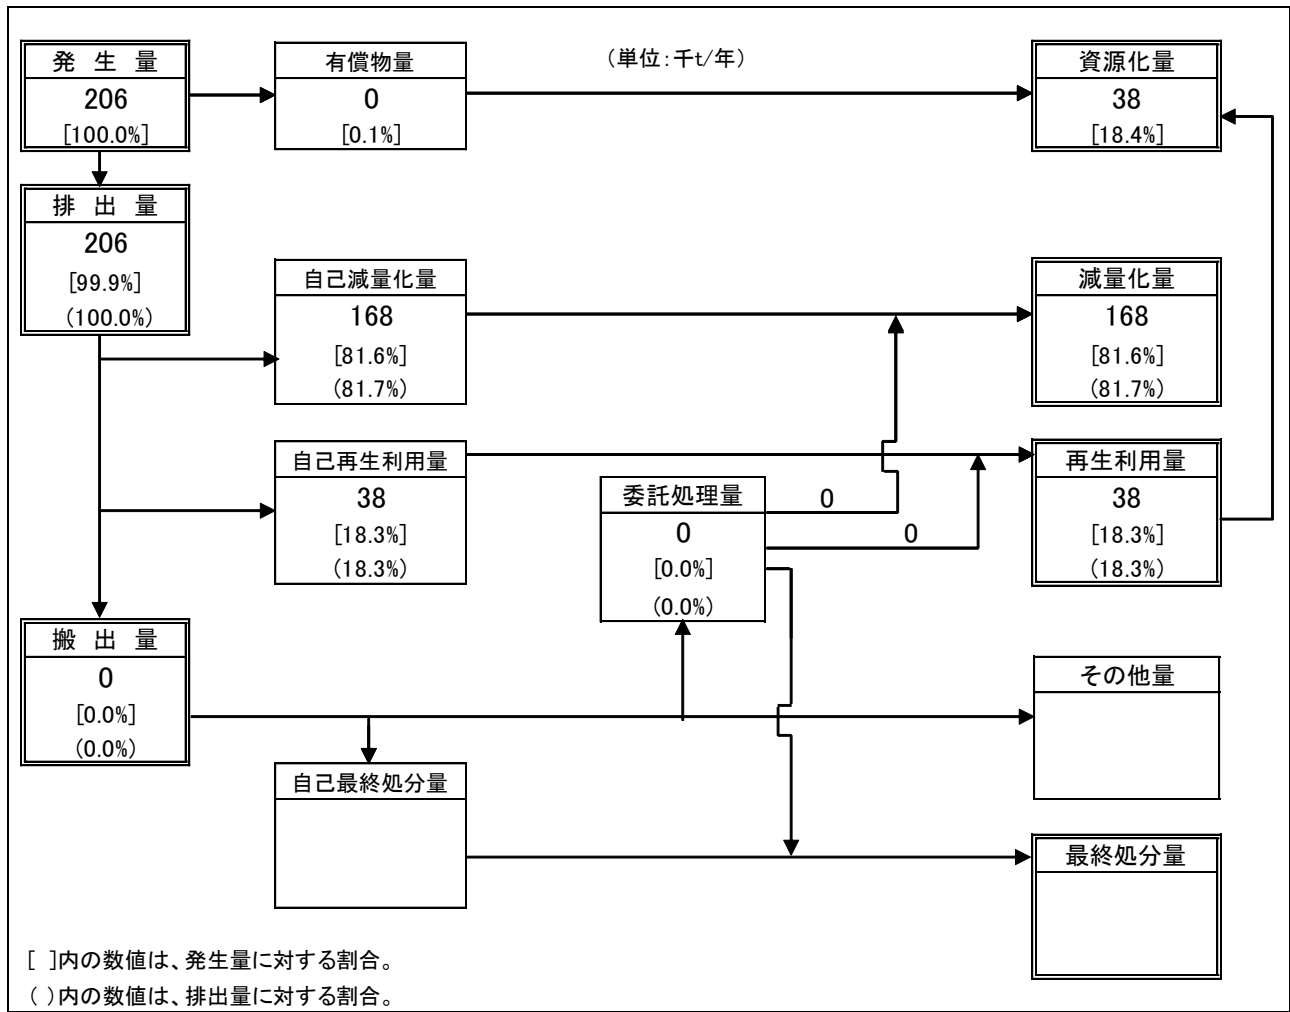 発 生 量
206
[100.0%]
有償物量
0
[0.1%]
(単位:千t/年)
資源化量
38
[18.4%]
排 出 量
206
[99.9%]
(100.0%)
自己減量化量
168
[81.6%]
(81.7%)
減量化量
168
[81.6%]
(81.7%)
自己再生利用量
38
[18.3%]
(18.3%)
委託処理量
0
[0.0%]
(0.0%)
0
0
再生利用量
38
[18.3%]
(18.3%)
搬 出 量
0
[0.0%]
(0.0%)
その他量
自己最終処分量
最終処分量
[ ]内の数値は、発生量に対する割合。
( )内の数値は、排出量に対する割合。